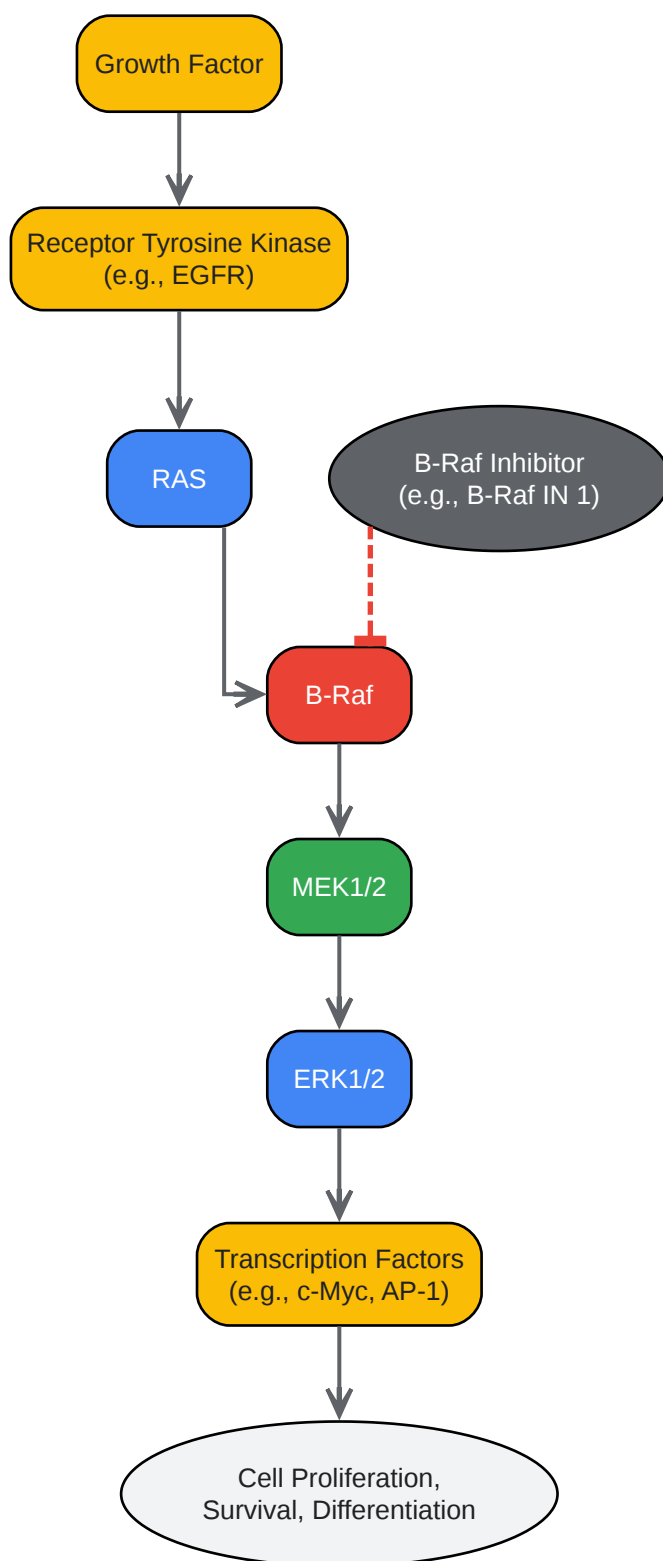 Growth Factor
Receptor Tyrosine Kinase
(e.g., EGFR)
RAS
B-Raf Inhibitor
(e.g., B-Raf IN 1)
B-Raf
MEK1/2
ERK1/2
Transcription Factors
(e.g., c-Myc, AP-1)
Cell Proliferation,
Survival, Differentiation